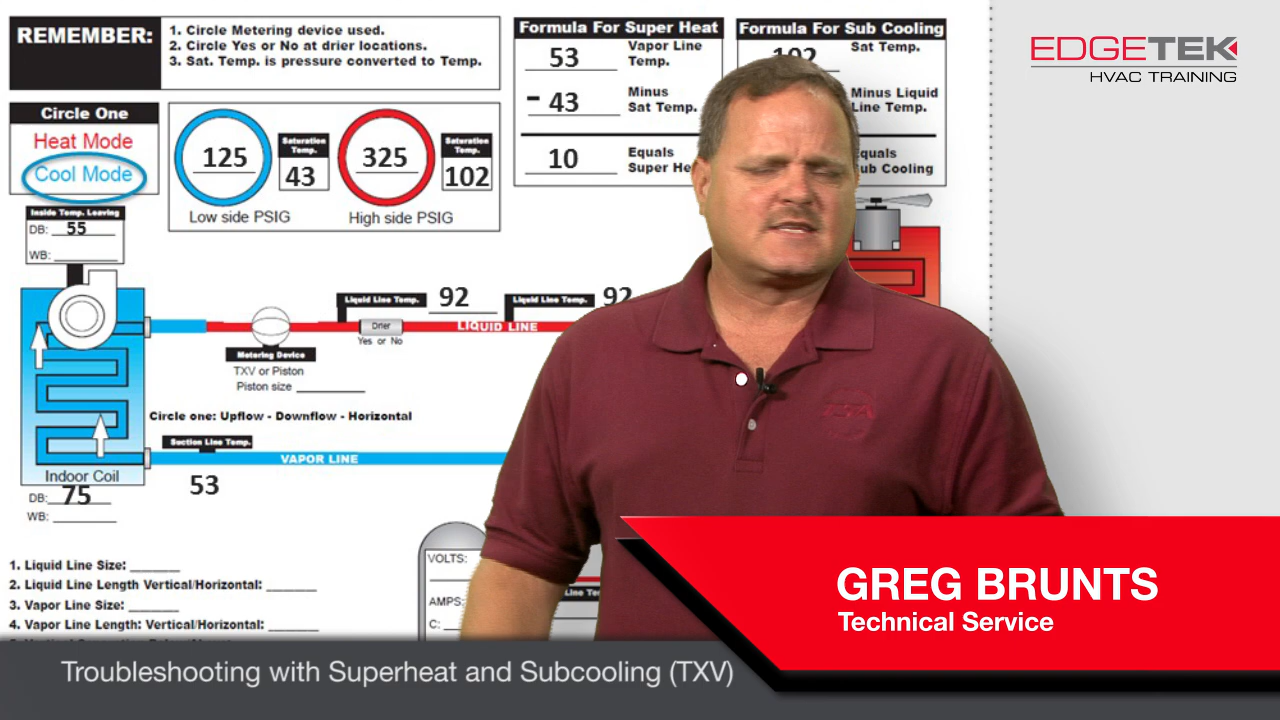 REMEMBER:
1. Circle Metering device used.
2. Circle Yes or No at drier locations.
3. Sat. Temp. is pressure converted to Temp.
Formula For Super Heat
53 Vapor Line Temp.
- 43 Minus Sat Temp.
10 Equals Super
Formula For Sub Cooling
102 Sat Temp.
Minus Liquid Line Temp.
Cooling
EDGETEK
HVAC TRAINING
Circle One
Heat Mode
Cool Mode
125
Saturation Temp.
43
Low side PSIG
325
Saturation Temp.
102
High side PSIG
Inside Temp. Leaving
DB: 55
WB:
Liquid Line Temp. 92
Liquid Line Temp. 92
Drier
Yes or No
LIQUID LINE
Metering Device
TXV or Piston
Piston size
Circle one: Upflow - Downflow - Horizontal
Suction Line Temp.
VAPOR LINE
53
Indoor Coil
DB: 75
WB:
1. Liquid Line Size:
2. Liquid Line Length Vertical/Horizontal:
3. Vapor Line Size:
4. Vapor Line Length: Vertical/Horizontal:
VOLTS:
AMPS:
C:
GREG BRUNTS
Technical Service
Troubleshooting with Superheat and Subcooling (TXV)